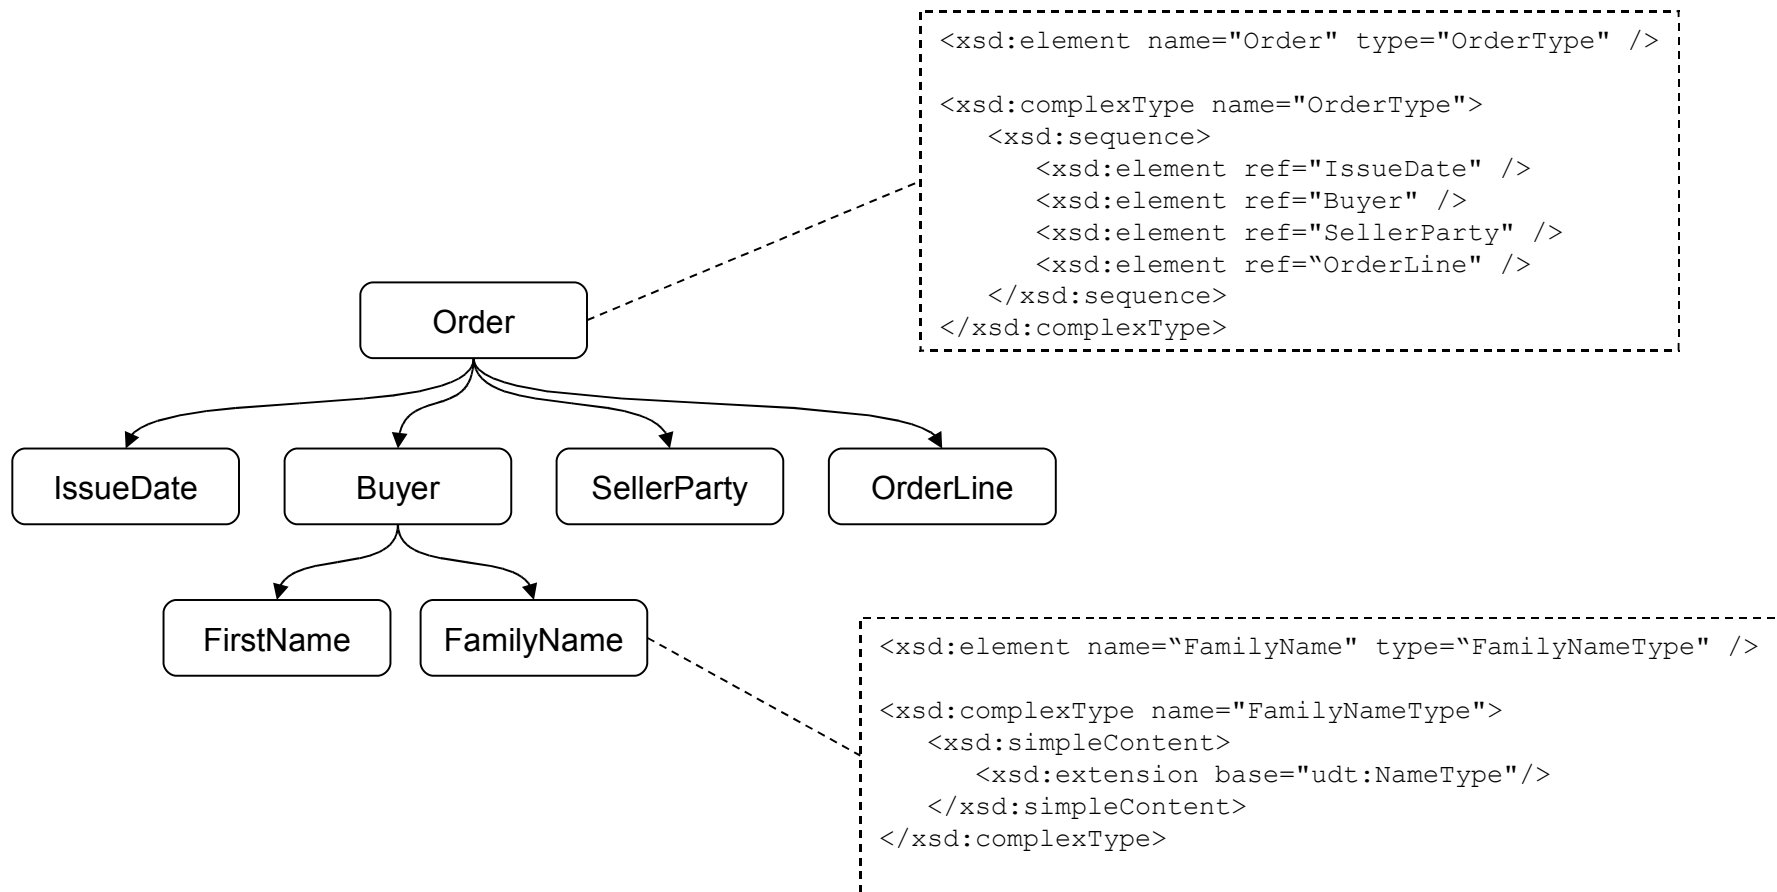 <xsd:element name="Order" type="OrderType" />
<xsd:complexType name="OrderType">
<xsd:sequence>
<xsd:element ref="IssueDate" />
<xsd:element ref="Buyer" />
<xsd:element ref="SellerParty" />
<xsd:element ref=“OrderLine" />
</xsd:sequence>
</xsd:complexType>
Order
IssueDate
Buyer
SellerParty
OrderLine
FirstName
FamilyName
<xsd:element name=“FamilyName" type=“FamilyNameType" />
<xsd:complexType name="FamilyNameType">
<xsd:simpleContent>
<xsd:extension base="udt:NameType"/>
</xsd:simpleContent>
</xsd:complexType>